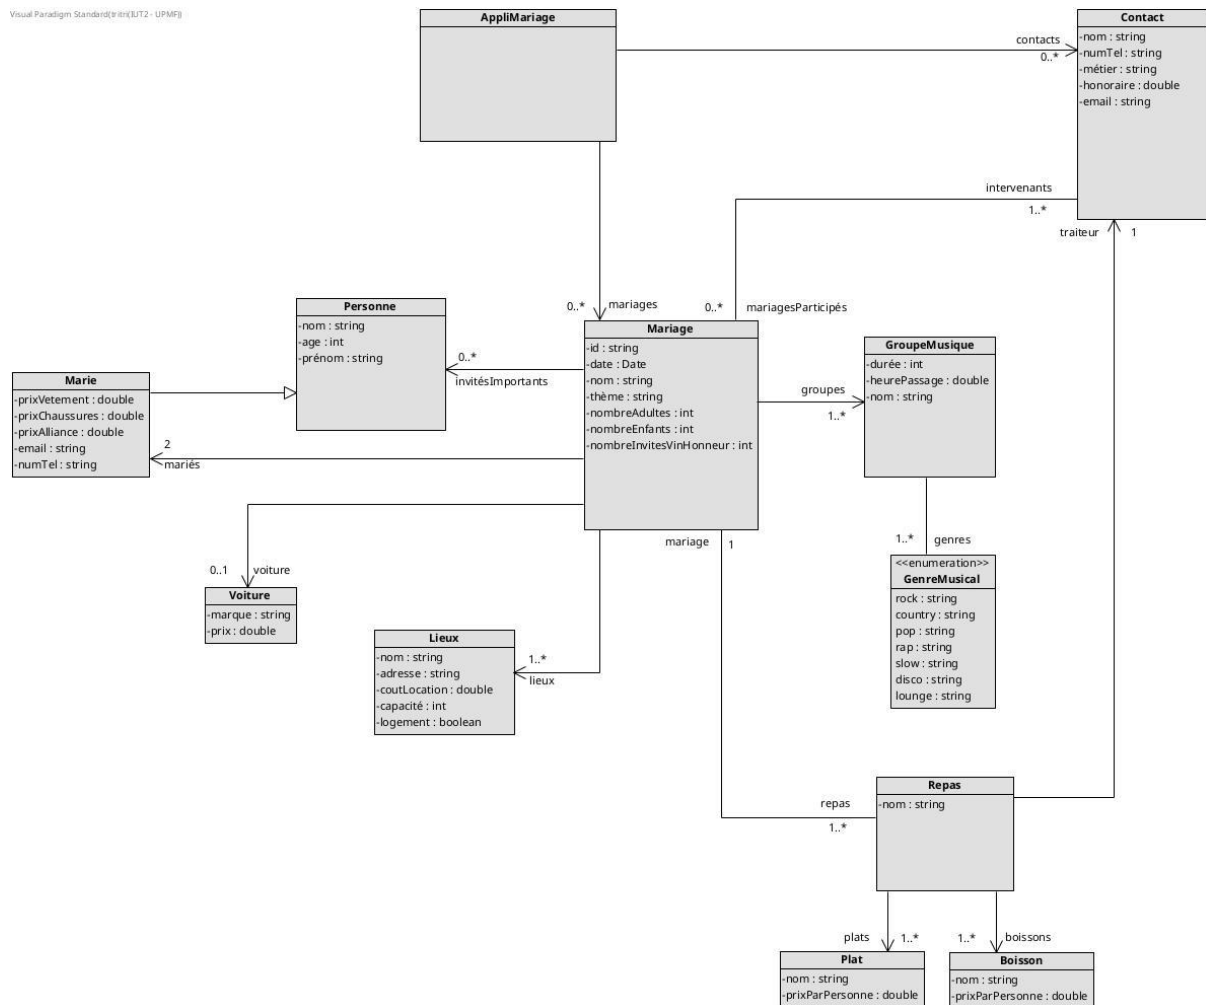 Visual Paradigm Standard(tritri(IUT2 - UPMF))
AppliMariage
contacts
0..*
Contact
-nom : string
-numTel : string
-métier : string
-honoraire : double
-email : string
intervenants
1..*
traiteur
1
0..*
mariages
0..*
mariagesParticipés
Personne
-nom : string
-age : int
-prénom : string
0..*
invitésImportants
Mariage
-id : string
-date : Date
-nom : string
-thème : string
-nombreAdultes : int
-nombreEnfants : int
-nombreInvitesVinHonneur : int
groupes
1..*
GroupeMusique
-durée : int
-heurePassage : double
-nom : string
Marie
-prixVetement : double
-prixChaussures : double
-prixAlliance : double
-email : string
-numTel : string
2
mariés
mariage
1
1..*
genres
<<enumeration>>
GenreMusical
rock : string
country : string
pop : string
rap : string
slow : string
disco : string
lounge : string
0..1
voiture
Voiture
-marque : string
-prix : double
Lieux
-nom : string
-adresse : string
-coutLocation : double
-capacité : int
-logement : boolean
1..*
lieux
repas
1..*
Repas
-nom : string
plats
1..*
1..*
boissons
Plat
-nom : string
-prixParPersonne : double
Boisson
-nom : string
-prixParPersonne : double